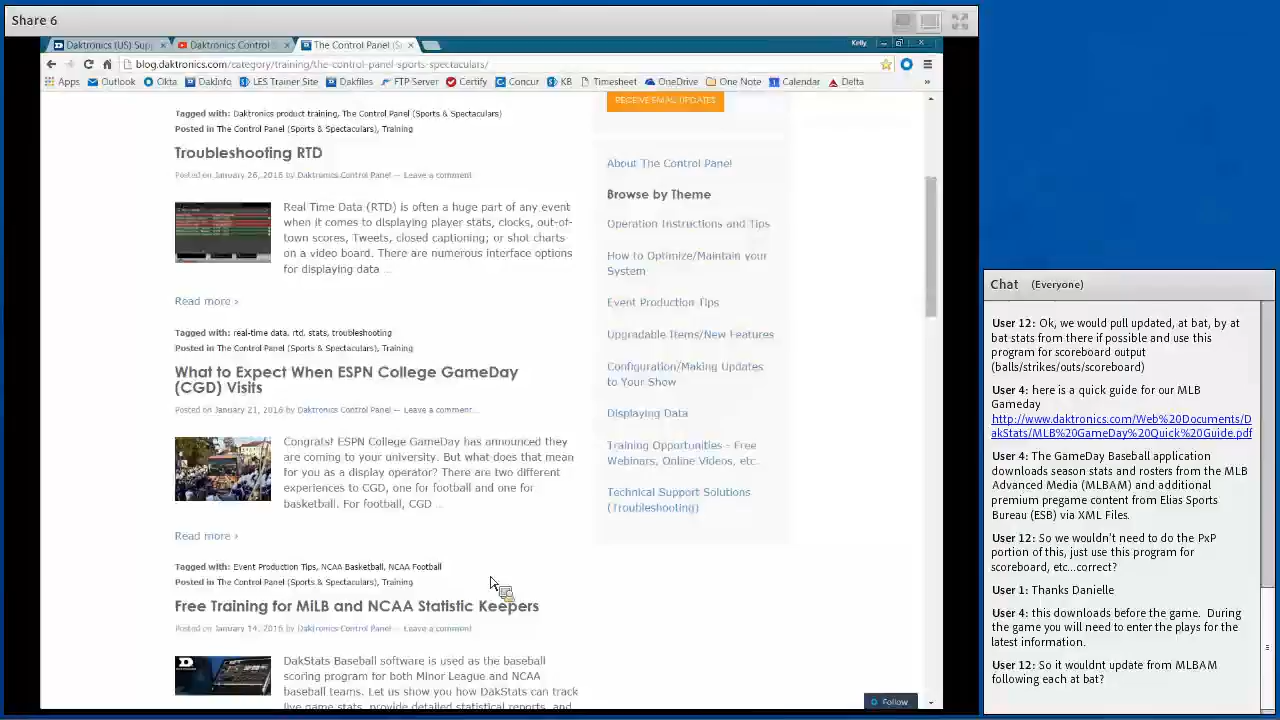 Share 6
Daktronics (US) Supp
Daktronics Control
The Control Panel (S
Kelly
blog.daktronics.com/category/training/the-control-panel-sports-spectaculars/
Apps Outlook Okta DakInfo LES Trainer Site Dakfiles FTP Server Certify Concur KB Timesheet OneDrive One Note Calendar Delta »
Tagged with: Daktronics product training, The Control Panel (Sports & Spectaculars)
Posted in The Control Panel (Sports & Spectaculars), Training
Troubleshooting RTD
Posted on January 26, 2016 by Daktronics Control Panel — Leave a comment
Real Time Data (RTD) is often a huge part of any event
when it comes to displaying player stats, clocks, out-of-
town scores, Tweets, closed captioning; or shot charts
on a video board. There are numerous interface options
for displaying data ...
Read more ›
Tagged with: real-time data, rtd, stats, troubleshooting
Posted in The Control Panel (Sports & Spectaculars), Training
What to Expect When ESPN College GameDay
(CGD) Visits
Posted on January 21, 2016 by Daktronics Control Panel — Leave a comment
Congrats! ESPN College GameDay has announced they
are coming to your university. But what does that mean
for you as a display operator? There are two different
experiences to CGD, one for football and one for
basketball. For football, CGD ...
Read more ›
Tagged with: Event Production Tips, NCAA Basketball, NCAA Football
Posted in The Control Panel (Sports & Spectaculars), Training
Free Training for MiLB and NCAA Statistic Keepers
Posted on January 14, 2016 by Daktronics Control Panel — Leave a comment
DakStats Baseball software is used as the baseball
scoring program for both Minor League and NCAA
baseball teams. Let us show you how DakStats can track
live game stats, provide detailed statistical reports, and
RECEIVE EMAIL UPDATES
About The Control Panel
Browse by Theme
Operation Instructions and Tips
How to Optimize/Maintain your
System
Event Production Tips
Upgradable Items/New Features
Configuration/Making Updates
to Your Show
Displaying Data
Training Opportunities - Free
Webinars, Online Videos, etc.
Technical Support Solutions
(Troubleshooting)
Follow
Chat (Everyone)
User 12: Ok, we would pull updated, at bat, by at
bat stats from there if possible and use this
program for scoreboard output
(balls/strikes/outs/scorebord)
User 4: here is a quick guide for our MLB
Gameday
http://www.daktronics.com/Web%20Documents/D
akStats/MLB%20GameDay%20Quick%20Guide.pdf
User 4: The GameDay Baseball application
downloads season stats and rosters from the MLB
Advanced Media (MLBAM) and additional
premium pregame content from Elias Sports
Bureau (ESB) via XML Files.
User 12: So we wouldn't need to do the PxP
portion of this, just use this program for
scoreboard, etc...correct?
User 1: Thanks Danielle
User 4: this downloads before the game. During
the game you will need to enter the plays for the
latest information.
User 12: So it wouldn't update from MLBAM
following each at bat?